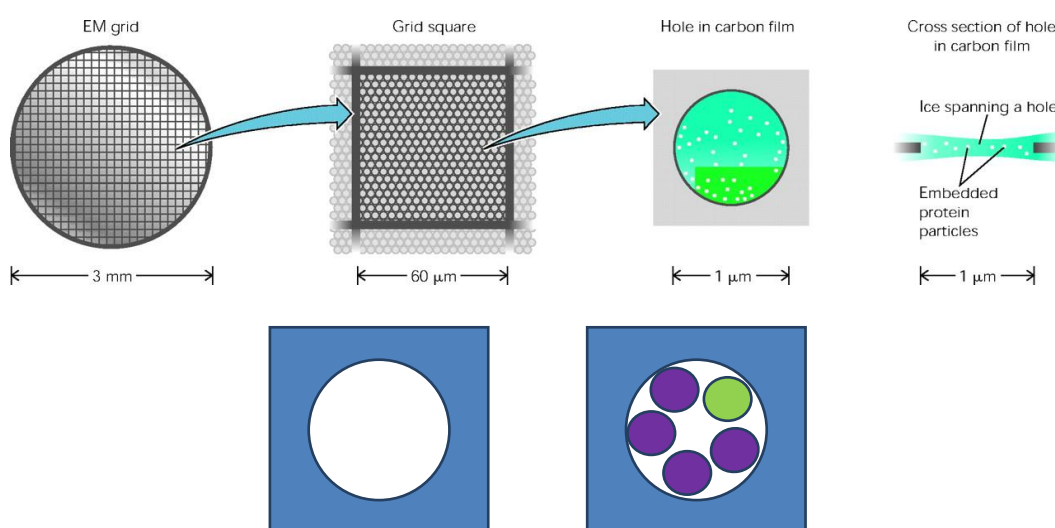 EM grid
Grid square
Hole in carbon film
Cross section of hole
in carbon film
Ice spanning a hole
Embedded
protein
particles
3 mm
60 μm
1 μm
1 μm